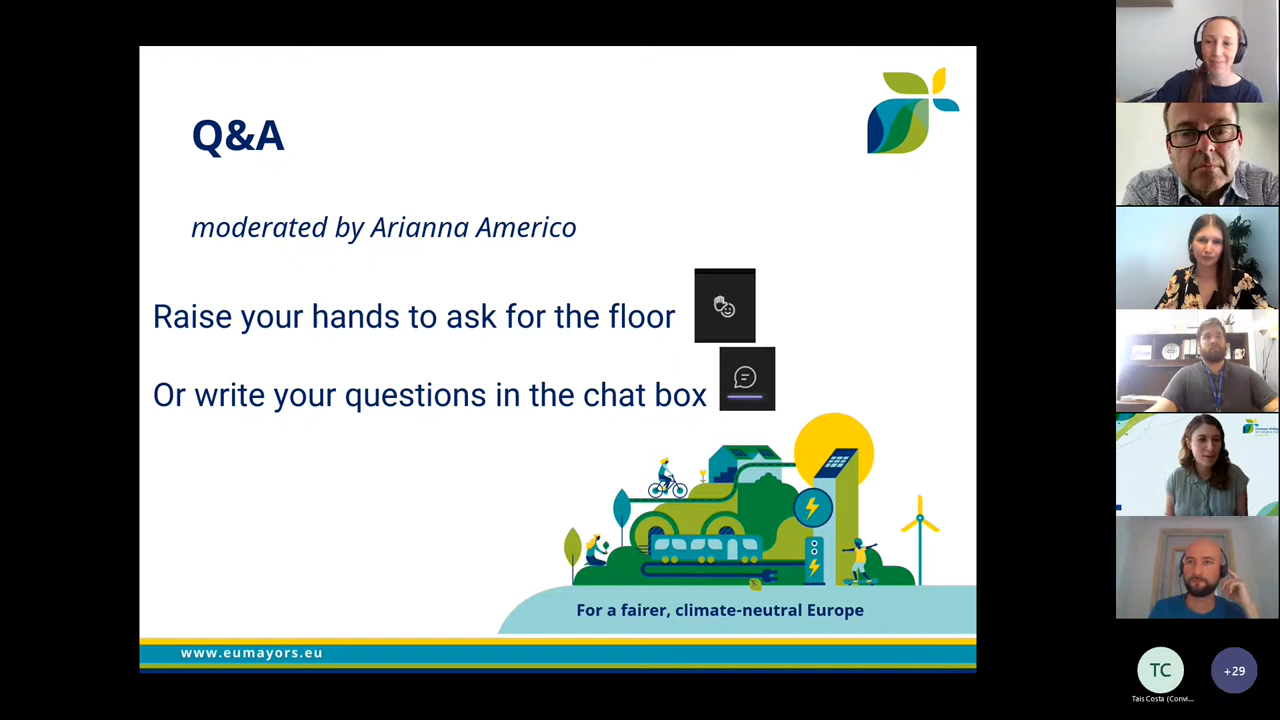 Q&A
moderated by Arianna Americo
Raise your hands to ask for the floor
Or write your questions in the chat box
For a fairer, climate-neutral Europe
www.eumayors.eu
TC
+29
Tais Costa (Convi...